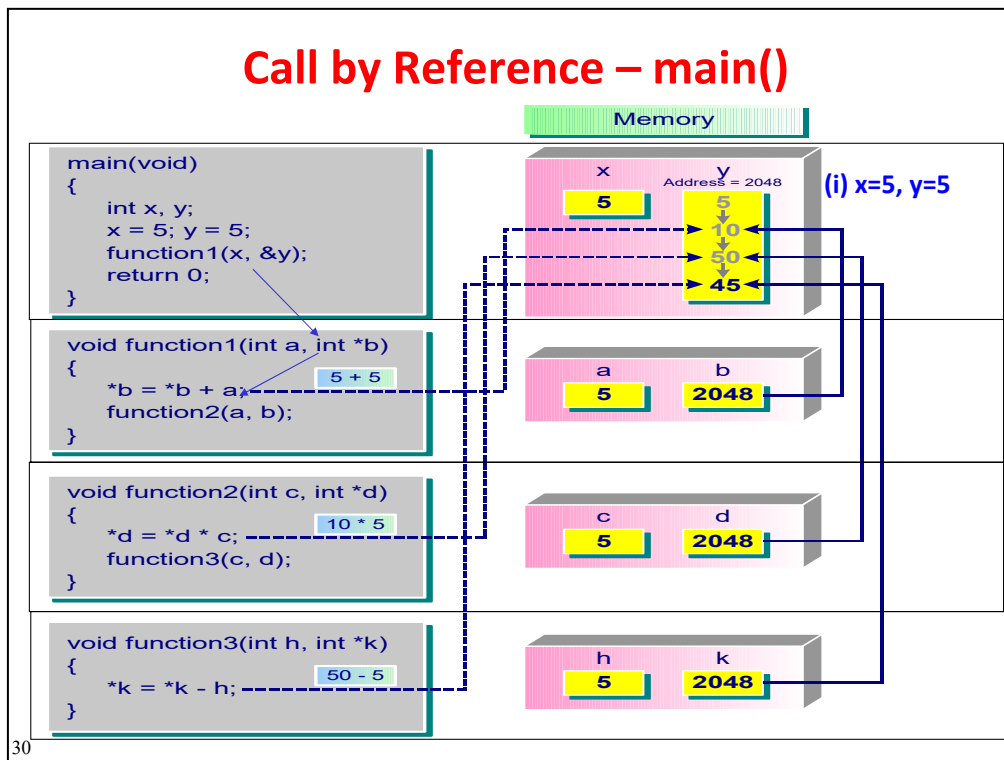 Call by Reference – main()
Memory
main(void)
{
int x, y;
x = 5; y = 5;
function1(x, &y);
return 0;
}
x
y
Address = 2048
5
5
10
50
45
(i) x=5, y=5
void function1(int a, int *b)
{
5 + 5
*b = *b + a;
function2(a, b);
}
a
b
5
2048
void function2(int c, int *d)
{
10 * 5
*d = *d * c;
function3(c, d);
}
c
d
5
2048
void function3(int h, int *k)
{
50 - 5
*k = *k - h;
}
h
k
5
2048
30